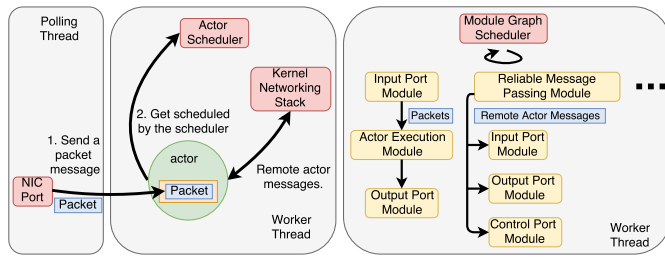 Polling
Thread
1. Send a
packet
message
NIC
Port
Packet
Actor
Scheduler
Kernel
Networking
Stack
2. Get scheduled
by the scheduler
actor
Packet
Remote actor
messages.
Worker
Thread
Module Graph
Scheduler
Input Port
Module
Packets
Actor Execution
Module
Output Port
Module
Reliable Message
Passing Module
Remote Actor Messages
Input Port
Module
Output Port
Module
Control Port
Module
Worker
Thread